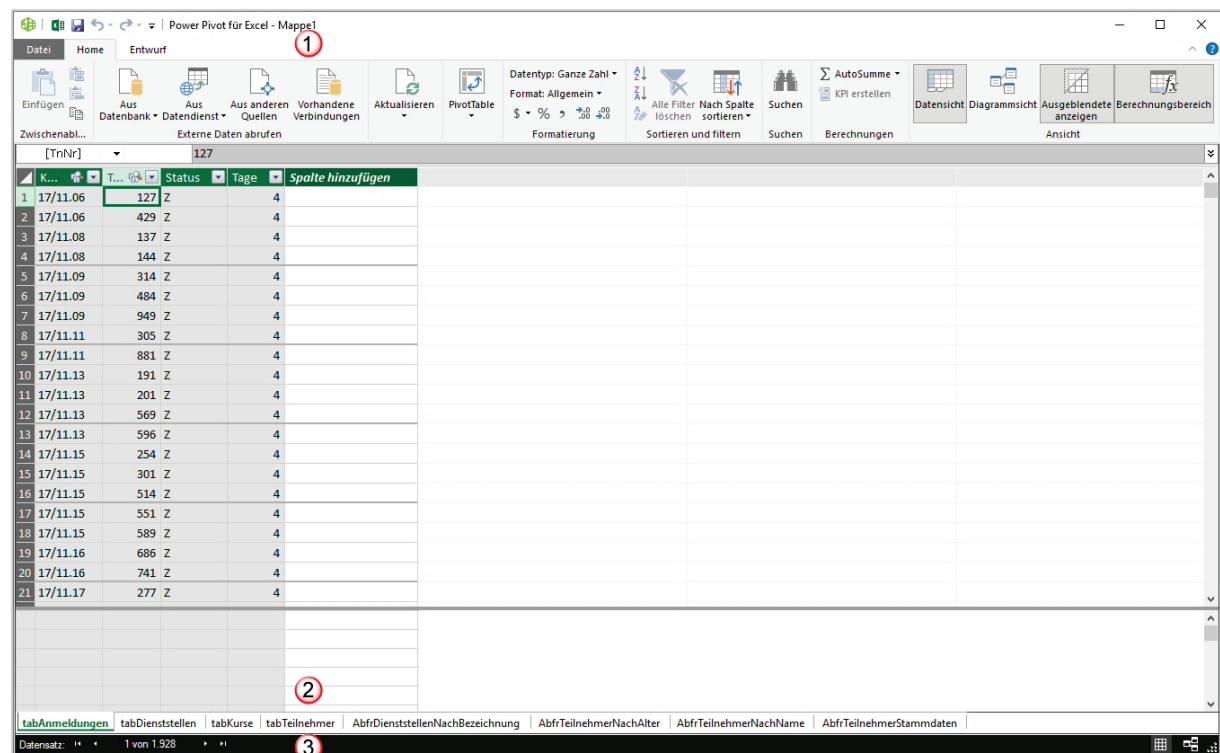 Power Pivot für Excel - Mappe1
1
Datei Home Entwurf
Einfügen
Zwischenabl...
Aus Datenbank
Aus Datendienst
Aus anderen Quellen
Vorhandene Verbindungen
Externe Daten abrufen
Aktualisieren
PivotTable
Datentyp: Ganze Zahl
Format: Allgemein
$ % , .00 .00
Formatierung
Alle Filter löschen
Nach Spalte sortieren
Sortieren und filtern
Suchen
Suchen
∑ AutoSumme
KPI erstellen
Berechnungen
Datensicht
Diagrammsicht
Ausgeblendete anzeigen
Berechnungsbereich
Ansicht
[TnNr] 127
K... T... Status Tage Spalte hinzufügen
1 17/11.06 127 Z 4
2 17/11.06 429 Z 4
3 17/11.08 137 Z 4
4 17/11.08 144 Z 4
5 17/11.09 314 Z 4
6 17/11.09 484 Z 4
7 17/11.09 949 Z 4
8 17/11.11 305 Z 4
9 17/11.11 881 Z 4
10 17/11.13 191 Z 4
11 17/11.13 201 Z 4
12 17/11.13 569 Z 4
13 17/11.13 596 Z 4
14 17/11.15 254 Z 4
15 17/11.15 301 Z 4
16 17/11.15 514 Z 4
17 17/11.15 551 Z 4
18 17/11.15 589 Z 4
19 17/11.16 686 Z 4
20 17/11.16 741 Z 4
21 17/11.17 277 Z 4
2
tabAnmeldungen tabDienststellen tabKurse tabTeilnehmer AbfrDienststellenNachBezeichnung AbfrTeilnehmerNachAlter AbfrTeilnehmerNachName AbfrTeilnehmerStammdaten
Datensatz: 1 von 1.928
3